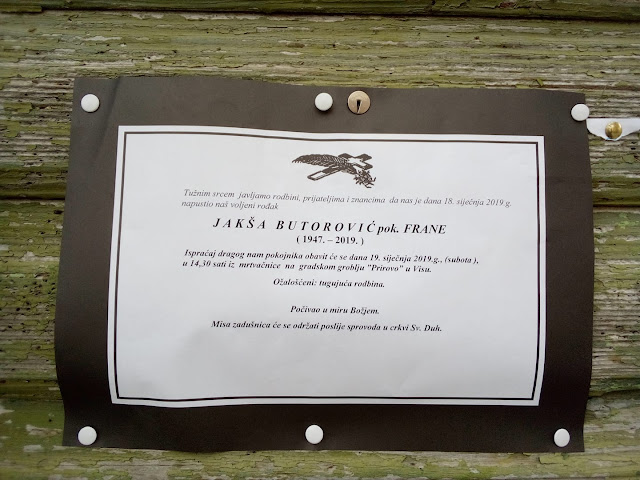 Tužnim srcem javljamo rodbini, prijateljima i znancima da nas je dana 18. siječnja 2019.g.
napustio naš voljeni rođak
JAKŠA BUTOROVIĆ pok. FRANE
( 1947. – 2019. )
Ispraćaj dragog nam pokojnika obavit će se dana 19. siječnja 2019.g., (subota ),
u 14,30 sati iz mrtvačnice na gradskom groblju "Prirovo" u Visu.
Ožalošćeni: tugujuća rodbina.
Počivao u miru Božjem.
Misa zadušnica će se održati poslije sprovoda u crkvi Sv. Duh.